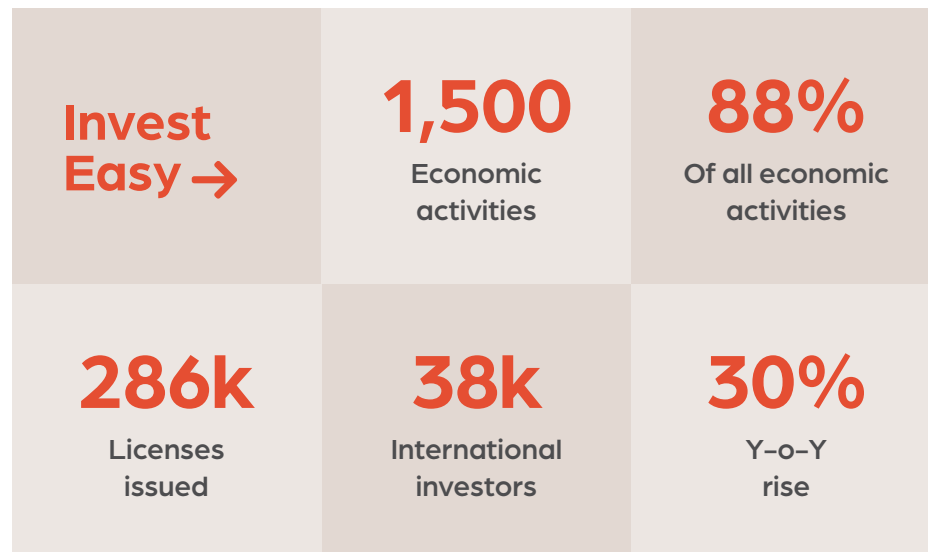 Invest
Easy →
1,500
Economic
activities
88%
Of all economic
activities
286k
Licenses
issued
38k
International
investors
30%
Y-o-Y
rise